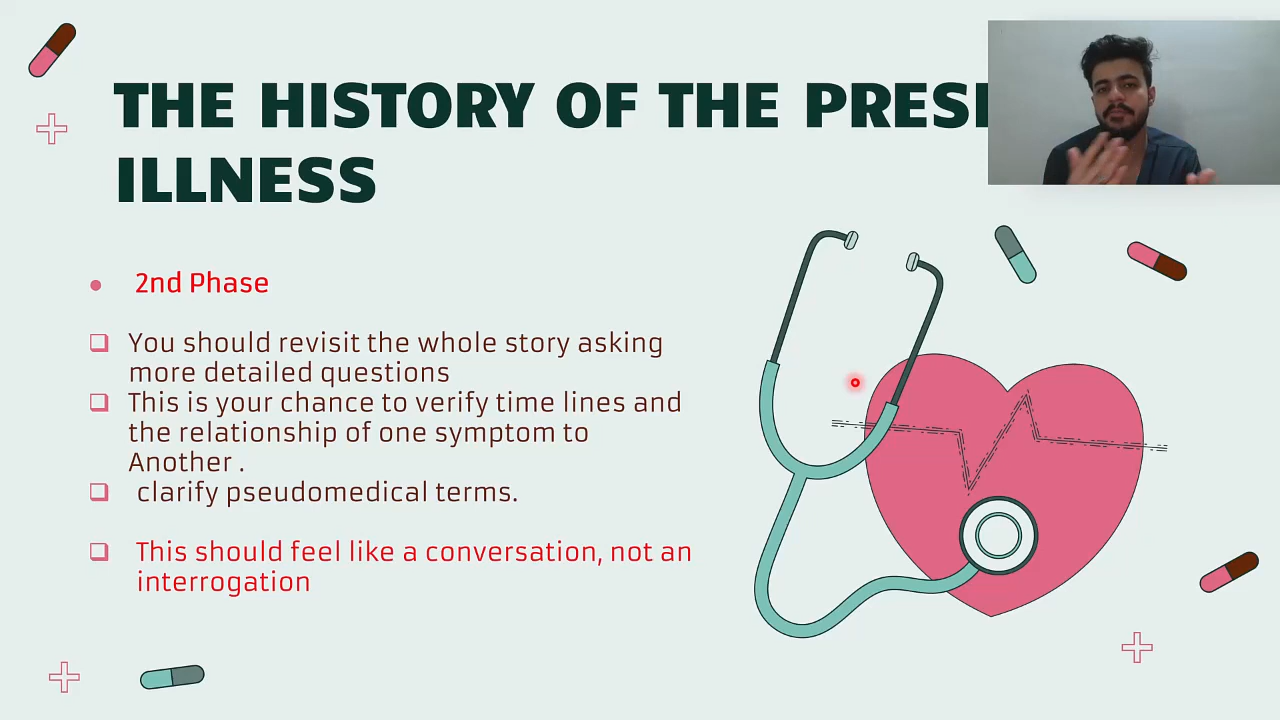 THE HISTORY OF THE
ILLNESS
2nd Phase
You should revisit the whole story asking
more detailed questions
This is your chance to verify time lines and
the relationship of one symptom to
Another .
clarify pseudomedical terms.
This should feel like a conversation, not an
interrogation